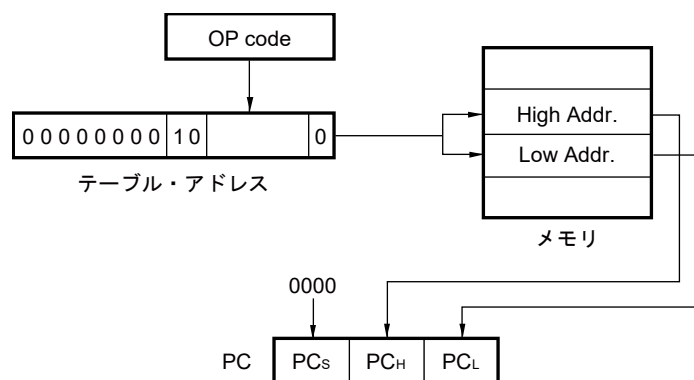 OP code
0 0 0 0 0 0 0 0 1 0 0
テーブル・アドレス
High Addr.
Low Addr.
メモリ
0000
PC PCS PCH PCL